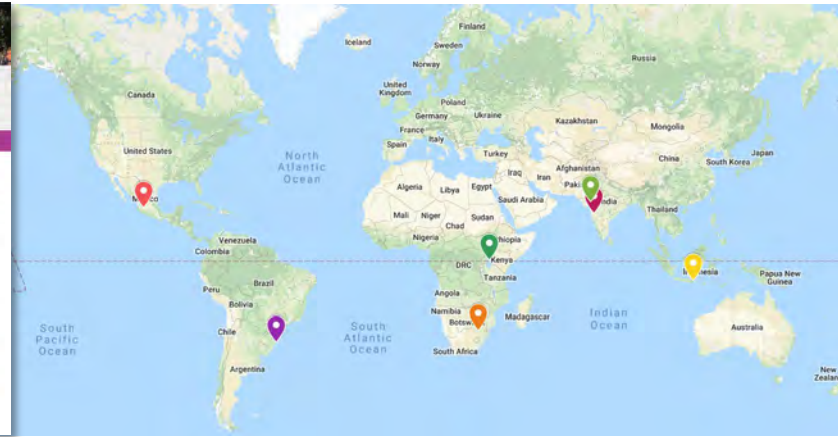 Finland
Iceland
Sweden
Russia
Norway
Canada
United
Kingdom
Poland
Germany
Ukraine
Kazakhstan
Mongolia
France
Italy
Spain
United States
North
Atlantic
Ocean
Turkey
China
South Korea
Japan
Afghanistan
Iraq
Iran
Algeria
Libya
Egypt
Saudi Arabia
Thailand
Mali
Niger
Chad
Sudan
Nigeria
Venezuela
Colombia
DRC
Kenya
Tanzania
Papua New
Guinea
Peru
Brazil
Angola
Bolivia
Namibia
Madagascar
Indian
Ocean
South
Pacific
Ocean
Chile
South
Atlantic
Ocean
Australia
South Africa
Argentina
New